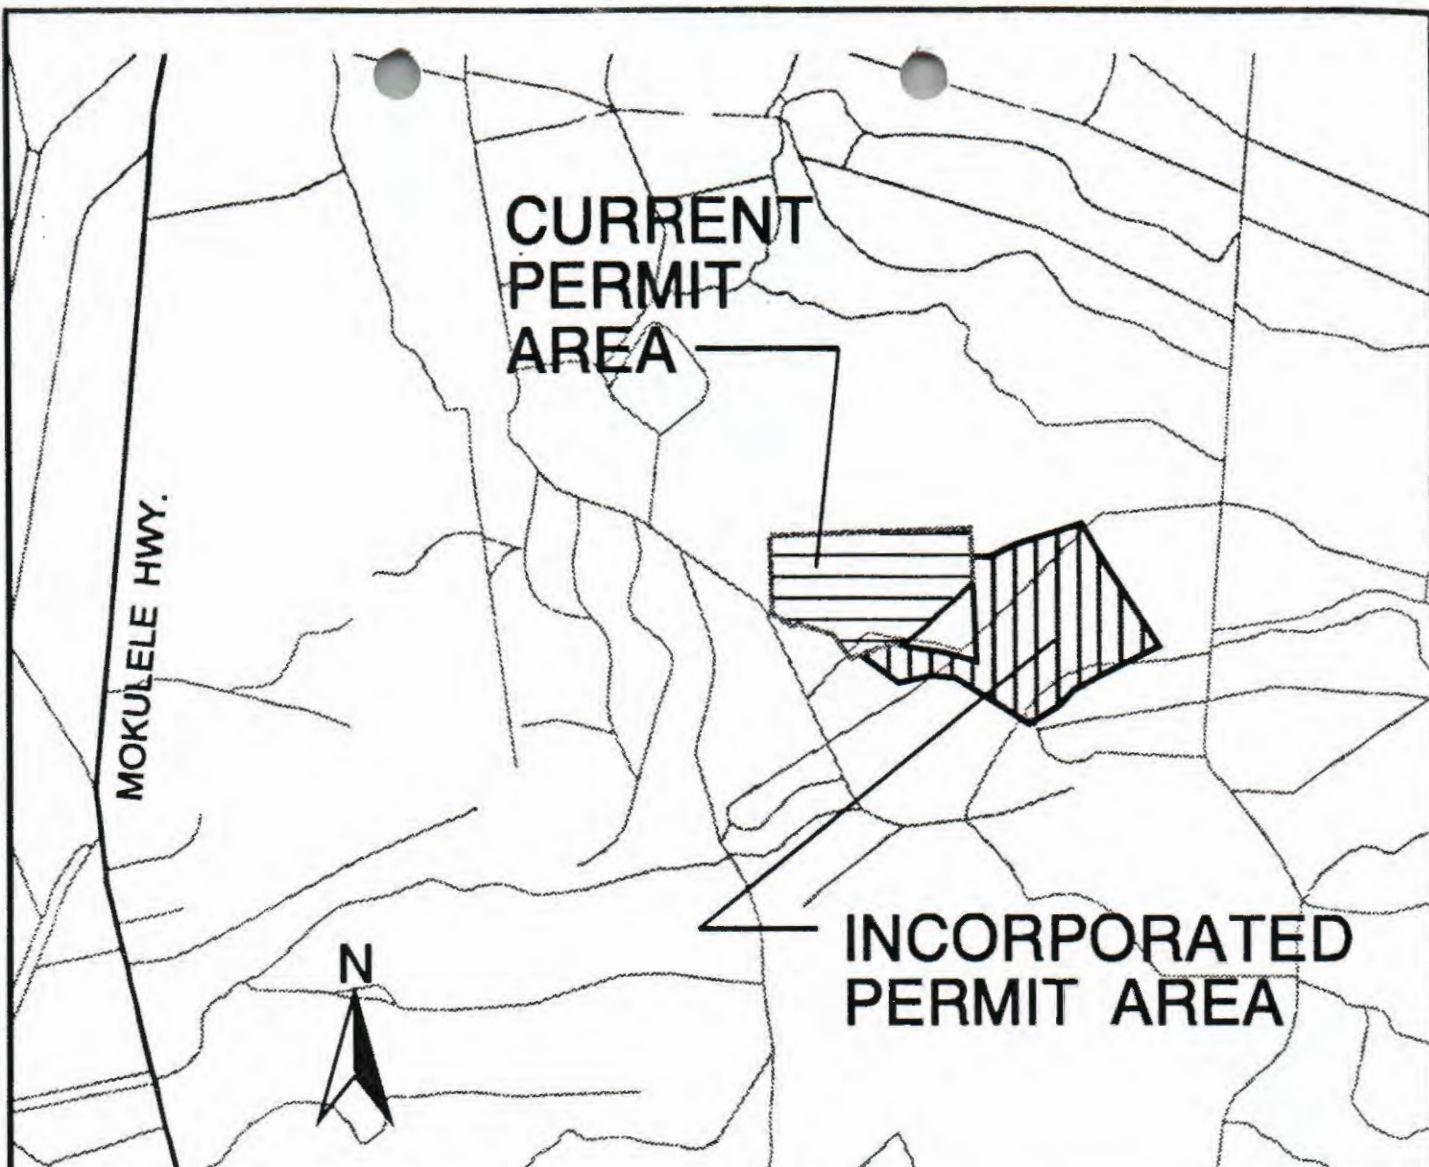 CURRENT
PERMIT
AREA
MOKULELE HWY.
INCORPORATED
PERMIT AREA
N